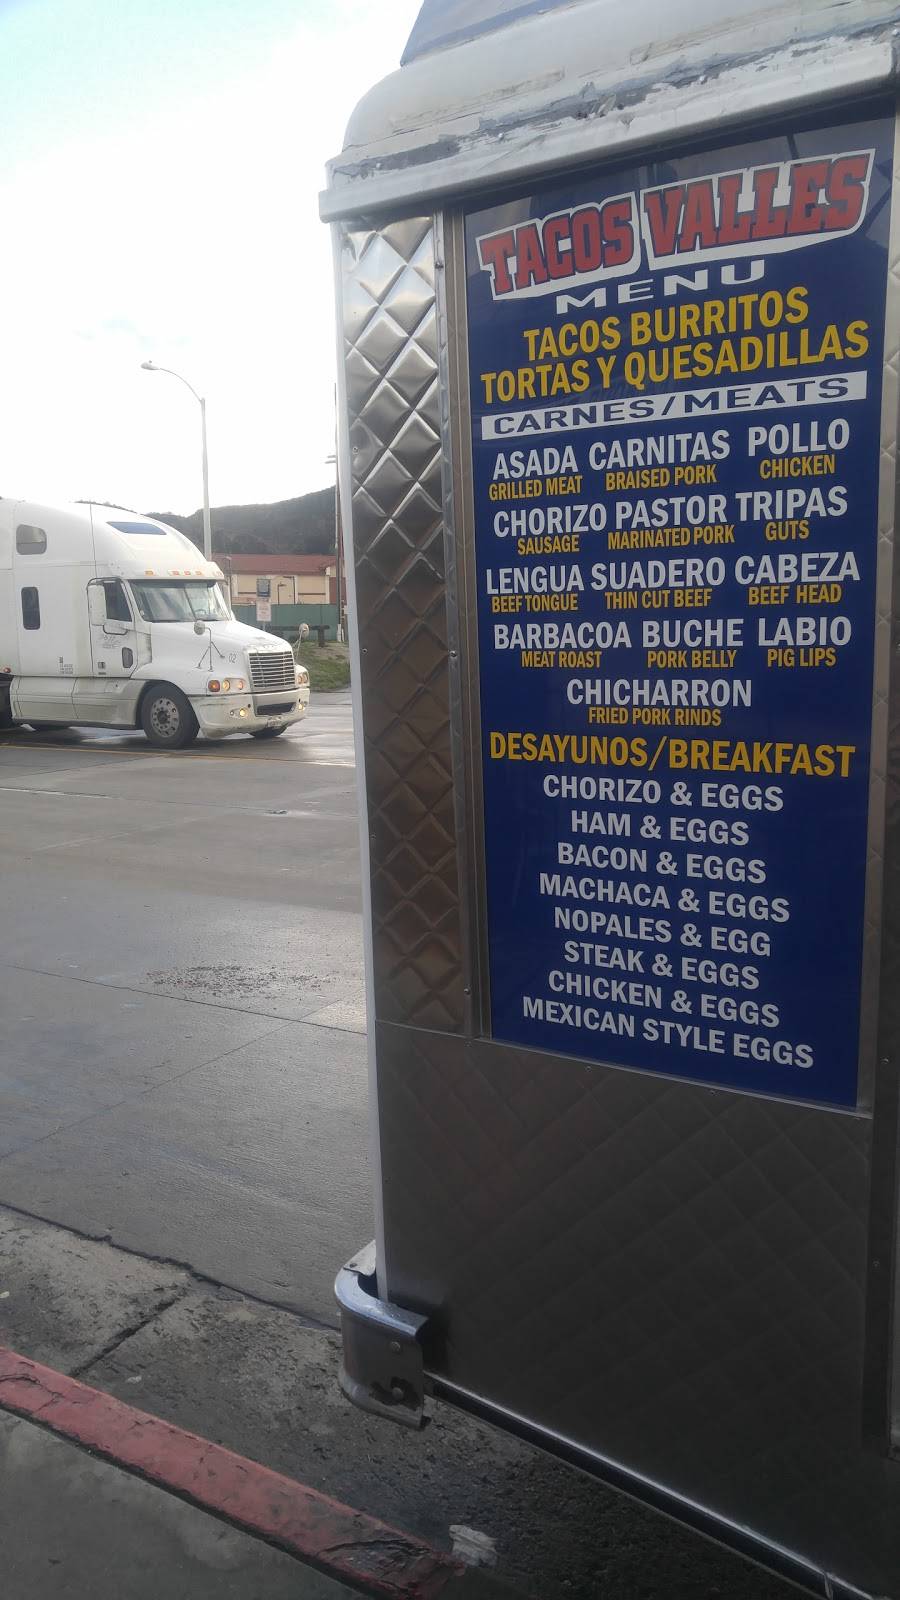 TACOS VALLES
MENU
TACOS BURRITOS
TORTAS Y QUESADILLAS
CARNES/MEATS
ASADA CARNITAS POLLO
GRILLED MEAT BRAISED PORK CHICKEN
CHORIZO PASTOR TRIPAS
SAUSAGE MARINATED PORK GUTS
LENGUA SUADERO CABEZA
BEEF TONGUE THIN CUT BEEF BEEF HEAD
BARBACOA BUCHE LABIO
MEAT ROAST PORK BELLY PIG LIPS
CHICHARRON
FRIED PORK RINDS
DESAYUNOS/BREAKFAST
CHORIZO & EGGS
HAM & EGGS
BACON & EGGS
MACHACA & EGGS
NOPALES & EGG
STEAK & EGGS
CHICKEN & EGGS
MEXICAN STYLE EGGS
02